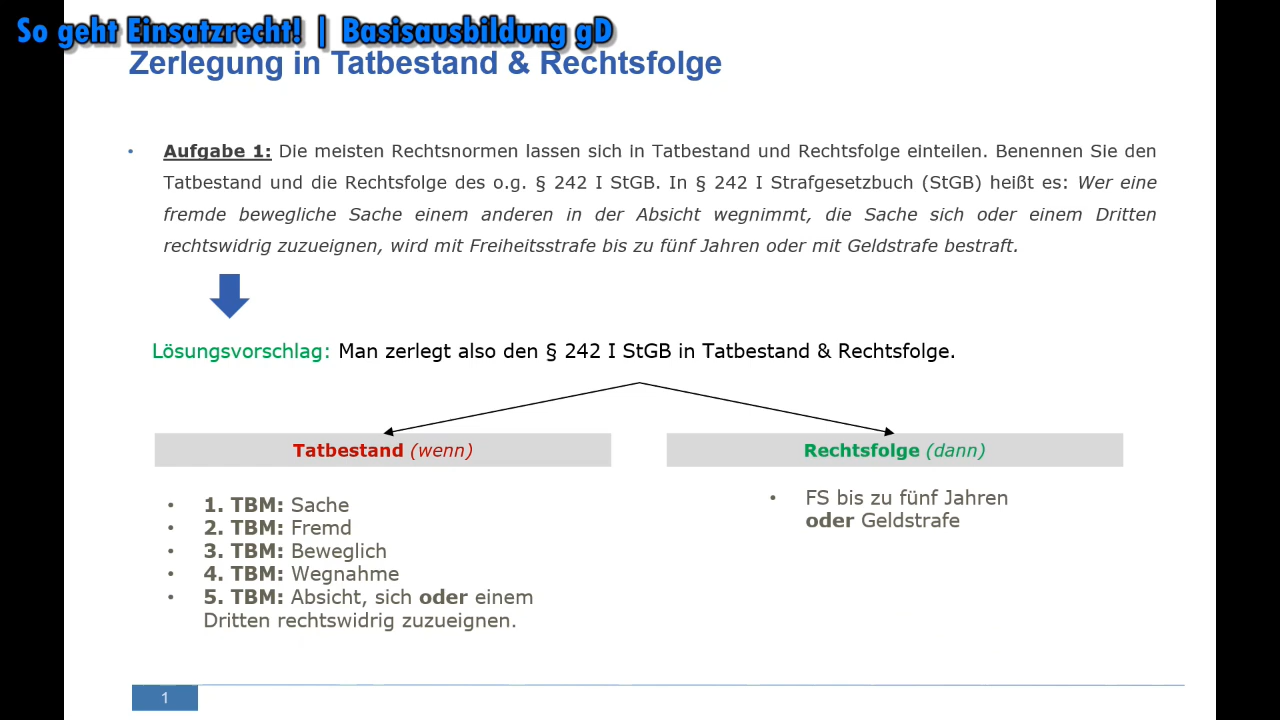 So geht Einsatzrecht! | Basisausbildung gD
Zerlegung in Tatbestand & Rechtsfolge
• Aufgabe 1: Die meisten Rechtsnormen lassen sich in Tatbestand und Rechtsfolge einteilen. Benennen Sie den
Tatbestand und die Rechtsfolge des o.g. § 242 I StGB. In § 242 I Strafgesetzbuch (StGB) heißt es: Wer eine
fremde bewegliche Sache einem anderen in der Absicht wegnimmt, die Sache sich oder einem Dritten
rechtswidrig zuzueignen, wird mit Freiheitsstrafe bis zu fünf Jahren oder mit Geldstrafe bestraft.
Lösungsvorschlag: Man zerlegt also den § 242 I StGB in Tatbestand & Rechtsfolge.
Tatbestand (wenn)
• 1. TBM: Sache
• 2. TBM: Fremd
• 3. TBM: Beweglich
• 4. TBM: Wegnahme
• 5. TBM: Absicht, sich oder einem
Dritten rechtswidrig zuzueignen.
Rechtsfolge (dann)
• FS bis zu fünf Jahren
oder Geldstrafe
1